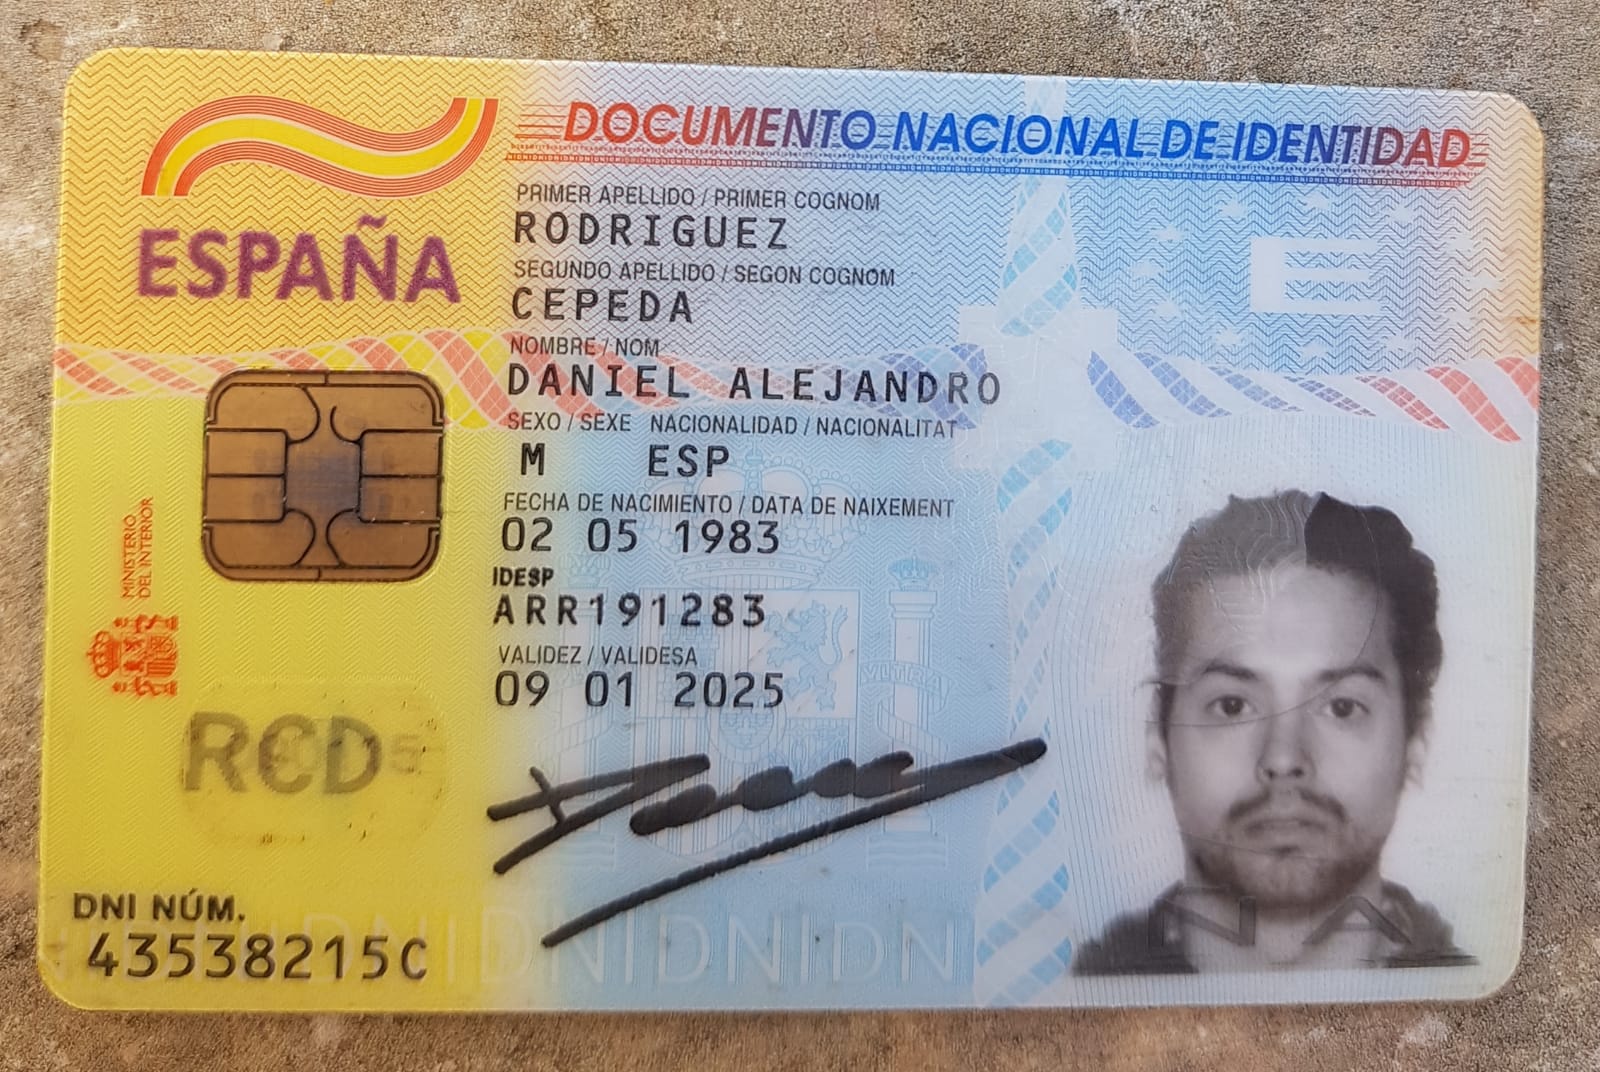 DOCUMENTO NACIONAL DE IDENTIDAD
ESPAÑA
PRIMER APELLIDO / PRIMER COGNOM
RODRIGUEZ
SEGUNDO APELLIDO / SEGON COGNOM
CEPEDA
NOMBRE / NOM
DANIEL ALEJANDRO
SEXO / SEXE NACIONALIDAD / NACIONALITAT
M ESP
FECHA DE NACIMIENTO / DATA DE NAIXEMENT
02 05 1983
IDESP
ARR191283
VALIDEZ / VALIDESA
09 01 2025
MINISTERIO
DEL INTERIOR
RCD
DNI NÚM.
43538215C
E
DNIDNIDNIDN